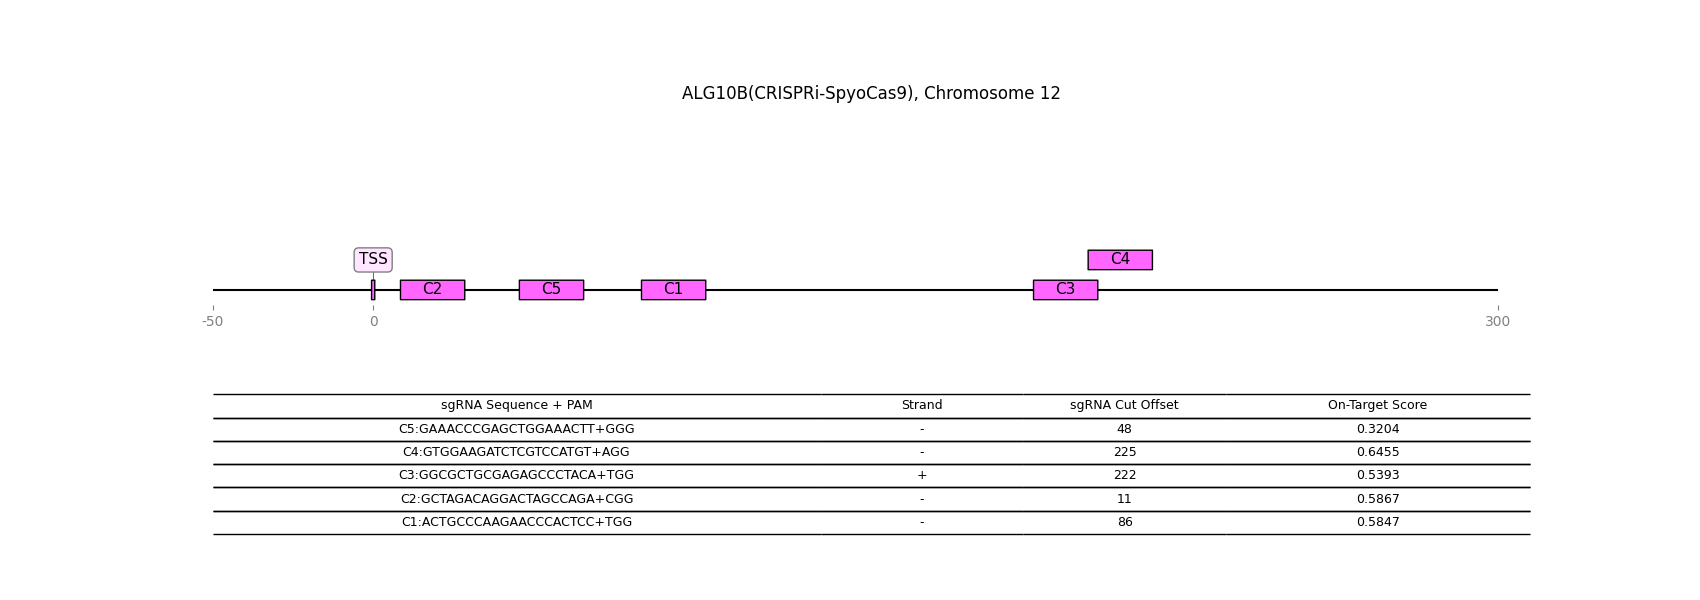 ALG10B(CRISPRi-SpyoCas9), Chromosome 12
TSS C4
C2 C5 C1 C3
-50 0 300
sgRNA Sequence + PAM Strand sgRNA Cut Offset On-Target Score
C5:GAAACCCGAGCTGGAAACTT+GGG - 48 0.3204
C4:GTGGAAGATCTCGTCCATGT+AGG - 225 0.6455
C3:GGCGCTGCGAGAGCCCTACA+TGG + 222 0.5393
C2:GCTAGACAGGACTAGCCAGA+CGG - 11 0.5867
C1:ACTGCCCAAGAACCCACTCC+TGG - 86 0.5847